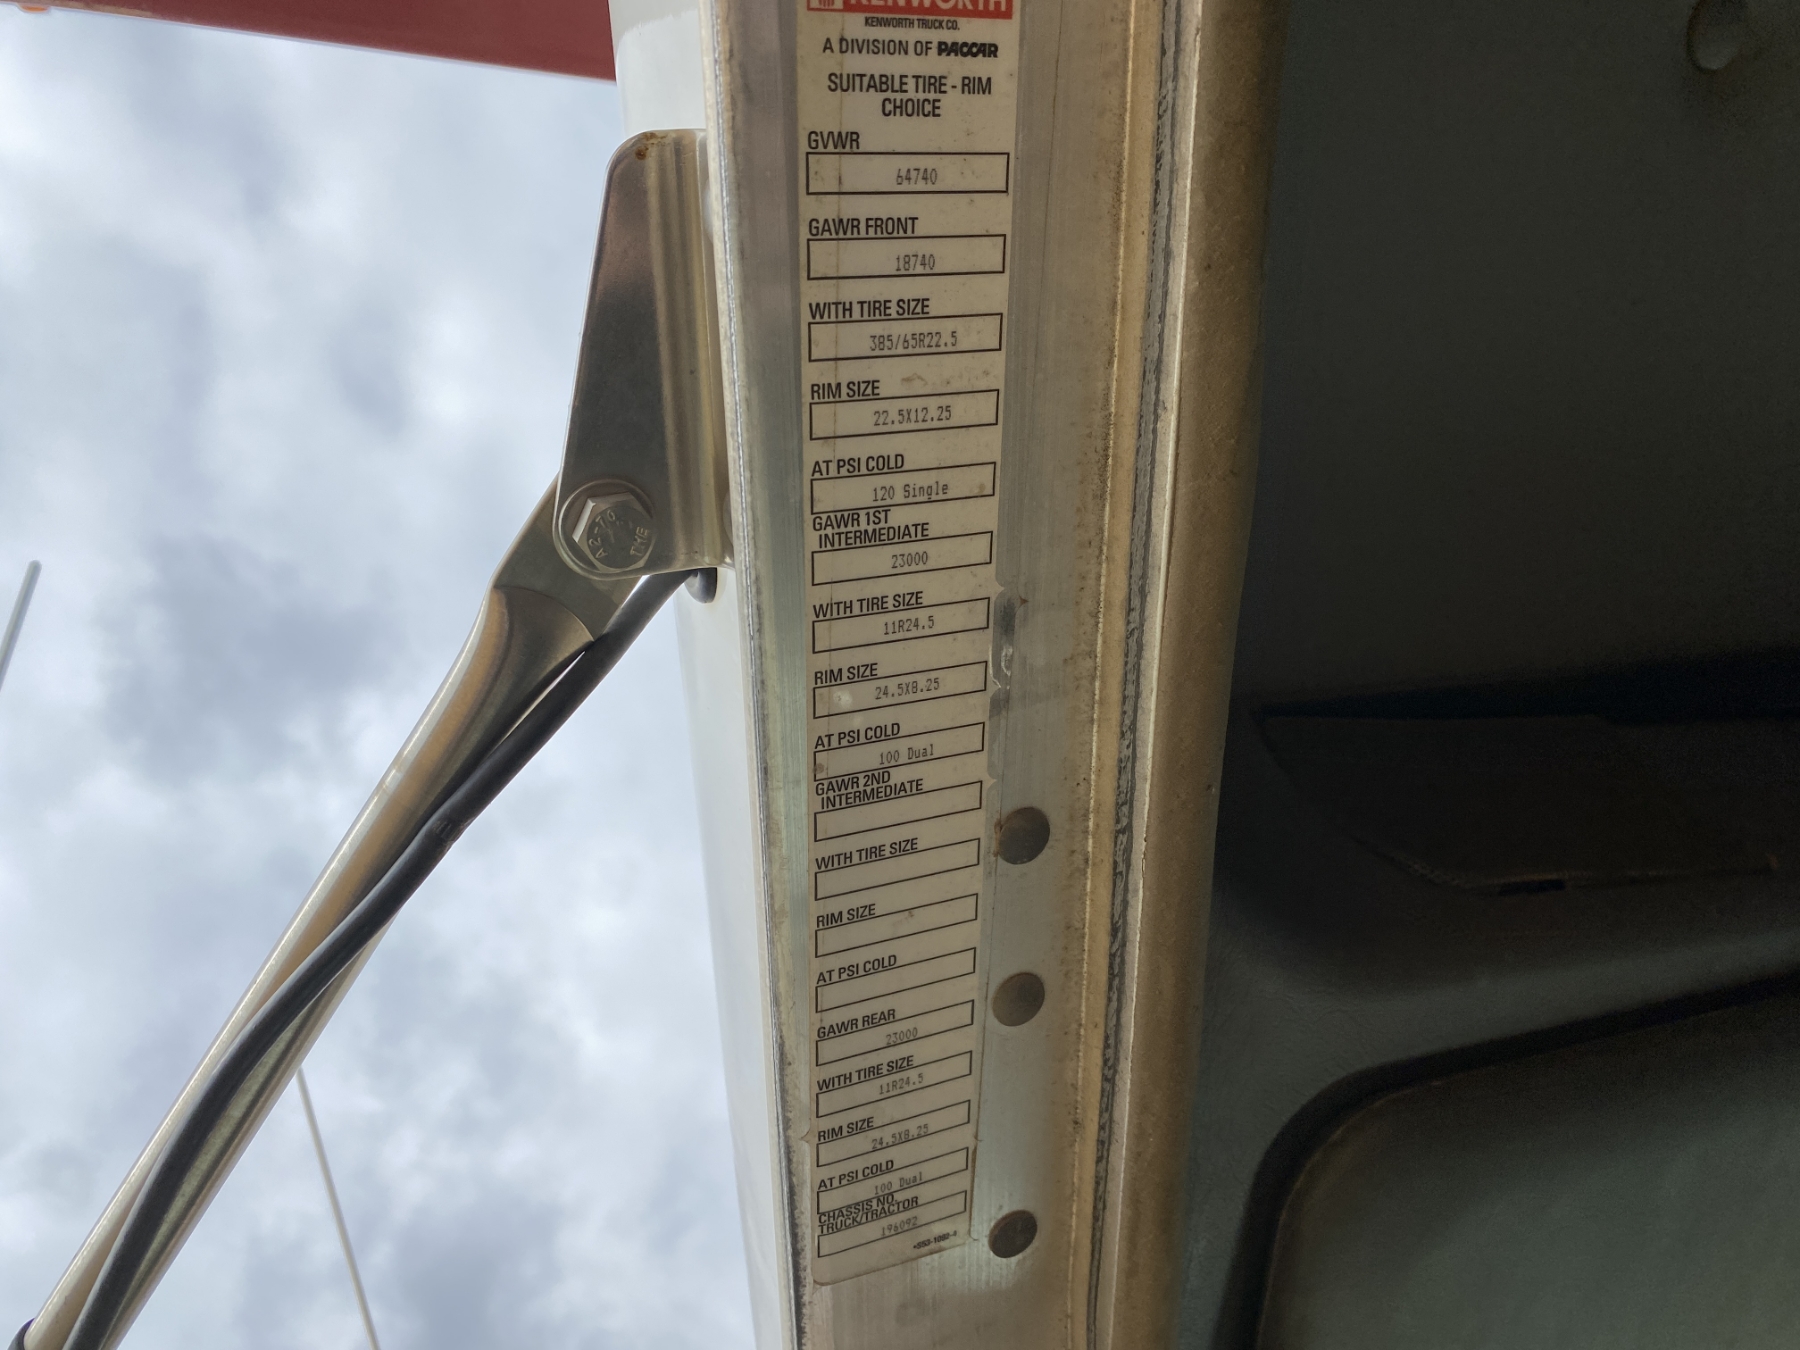 KENWORTH
KENWORTH TRUCK CO.
A DIVISION OF PACCAR
SUITABLE TIRE - RIM
CHOICE
GVWR
64740
GAWR FRONT
18740
WITH TIRE SIZE
385/65R22.5
RIM SIZE
22.5X12.25
AT PSI COLD
120 Single
GAWR 1ST
INTERMEDIATE
23000
WITH TIRE SIZE
11R24.5
RIM SIZE
24.5X8.25
AT PSI COLD
100 Dual
GAWR 2ND
INTERMEDIATE
WITH TIRE SIZE
RIM SIZE
AT PSI COLD
GAWR REAR
23000
WITH TIRE SIZE
11R24.5
RIM SIZE
24.5X8.25
AT PSI COLD
100 Dual
CHASSIS NO.
TRUCK/TRACTOR
196092
THE